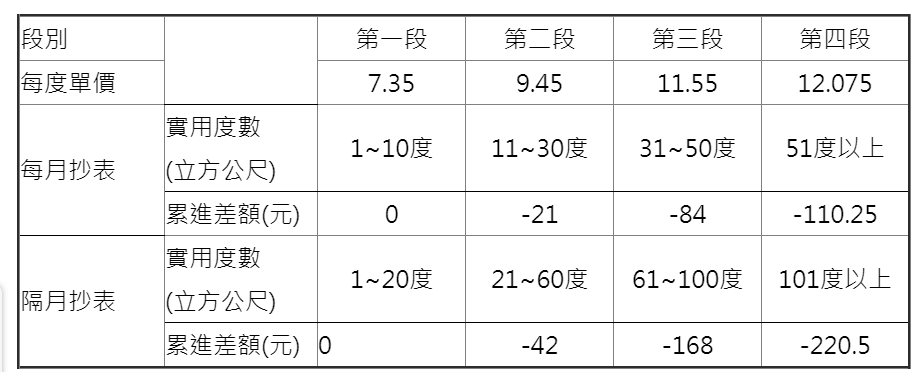 段別 第一段 第二段 第三段 第四段
每度單價 7.35 9.45 11.55 12.075
每月抄表 實用度數 (立方公尺) 1~10度 11~30度 31~50度 51度以上
累進差額(元) 0 -21 -84 -110.25
隔月抄表 實用度數 (立方公尺) 1~20度 21~60度 61~100度 101度以上
累進差額(元) 0 -42 -168 -220.5